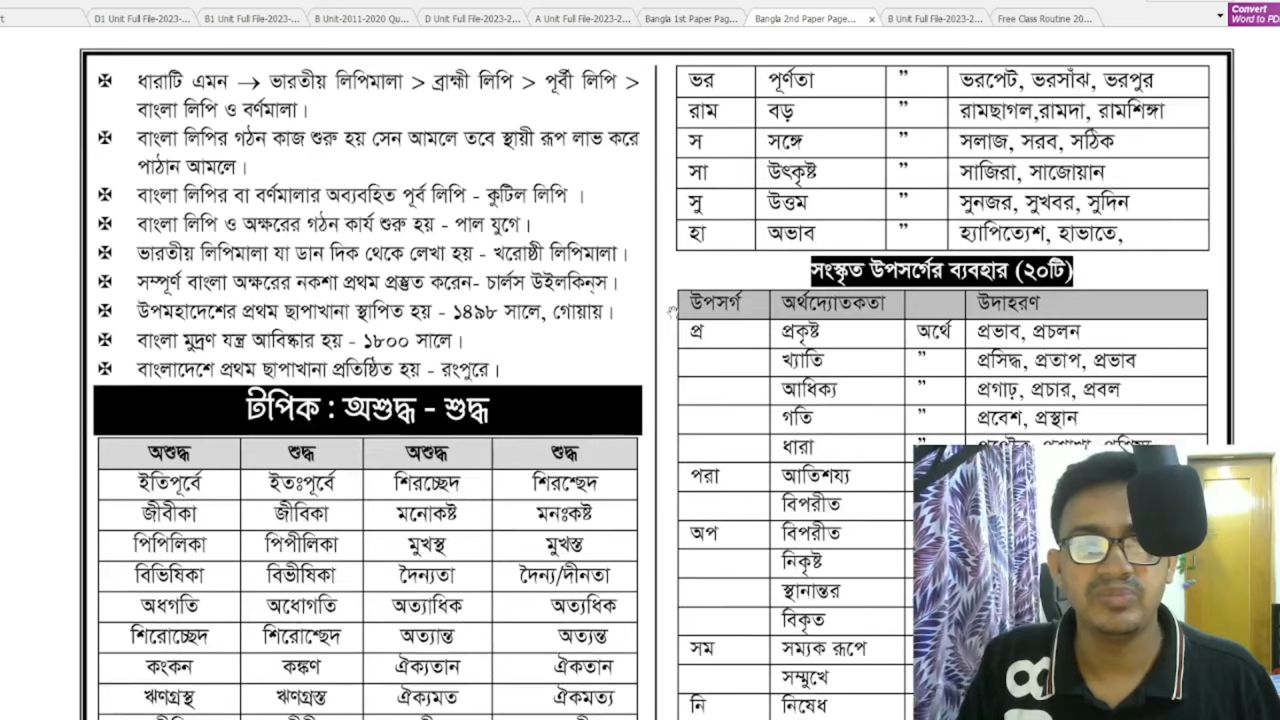 D1 Unit Full File-2023-... B1 Unit Full File-2023-... B Unit-2011-2020 Qu... D Unit Full File-2023-2... A Unit Full File-2023-2... Bangla 1st Paper Pag... Bangla 2nd Paper Page... × B Unit Full File-2023-2... Free Class Routine 20...
Convert
Word to PD
ধারাটি এমন → ভারতীয় লিপিমালা > ব্রাহ্মী লিপি > পূর্বী লিপি >
বাংলা লিপি ও বর্ণমালা।
বাংলা লিপির গঠন কাজ শুরু হয় সেন আমলে তবে স্থায়ী রূপ লাভ করে
পাঠান আমলে।
বাংলা লিপির বা বর্ণমালার অব্যবহিত পূর্ব লিপি - কুটিল লিপি ।
বাংলা লিপি ও অক্ষরের গঠন কার্য শুরু হয় - পাল যুগে।
ভারতীয় লিপিমালা যা ডান দিক থেকে লেখা হয় - খরোষ্ঠী লিপিমালা।
সম্পূর্ণ বাংলা অক্ষরের নকশা প্রথম প্রস্তুত করেন- চার্লস উইলকিন্‌স।
উপমহাদেশের প্রথম ছাপাখানা স্থাপিত হয় - ১৪৯৮ সালে, গোয়ায়।
বাংলা মুদ্রণ যন্ত্র আবিষ্কার হয় - ১৮০০ সালে।
বাংলাদেশে প্রথম ছাপাখানা প্রতিষ্ঠিত হয় - রংপুরে।
টপিক : অশুদ্ধ - শুদ্ধ
অশুদ্ধ শুদ্ধ অশুদ্ধ শুদ্ধ
ইতিপূর্বে ইতঃপূর্বে শিরচ্ছেদ শিরশ্ছেদ
জীবীকা জীবিকা মনোকষ্ট মনঃকষ্ট
পিপিলিকা পিপীলিকা মুখস্থ মুখস্ত
বিভিষিকা বিভীষিকা দৈন্যতা দৈন্য/দীনতা
অধগতি অধোগতি অত্যাধিক অত্যধিক
শিরোচ্ছেদ শিরোশ্ছেদ অত্যান্ত অত্যন্ত
কংকন কঙ্কণ ঐক্যতান ঐকতান
ঋণগ্রস্থ ঋণগ্রস্ত ঐক্যমত ঐকমত্য
ভর পূর্ণতা ” ভরপেট, ভরসাঁঝ, ভরপুর
রাম বড় ” রামছাগল,রামদা, রামশিঙ্গা
স সঙ্গে ” সলাজ, সরব, সঠিক
সা উৎকৃষ্ট ” সাজিরা, সাজোয়ান
সু উত্তম ” সুনজর, সুখবর, সুদিন
হা অভাব ” হ্যাপিত্যেশ, হাভাতে,
সংস্কৃত উপসর্গের ব্যবহার (২০টি)
উপসর্গ অর্থদ্যোতকতা উদাহরণ
প্র প্রকৃষ্ট অর্থে প্রভাব, প্রচলন
খ্যাতি ” প্রসিদ্ধ, প্রতাপ, প্রভাব
আধিক্য ” প্রগাঢ়, প্রচার, প্রবল
গতি ” প্রবেশ, প্রস্থান
ধারা ”
পরা আতিশয্য
বিপরীত
অপ বিপরীত
নিকৃষ্ট
স্থানান্তর
বিকৃত
সম সম্যক রূপে
সম্মুখে
নি নিষেধ